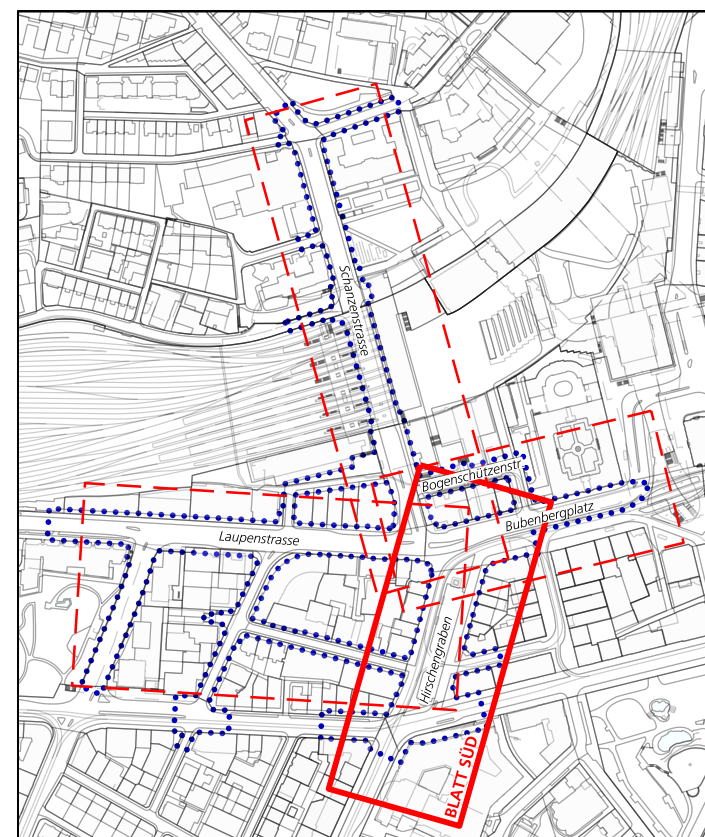 Schanzenstrasse
Bogenschützenstr.
Bubenbergplatz
Laupenstrasse
Hirschengraben
BLATT SÜD